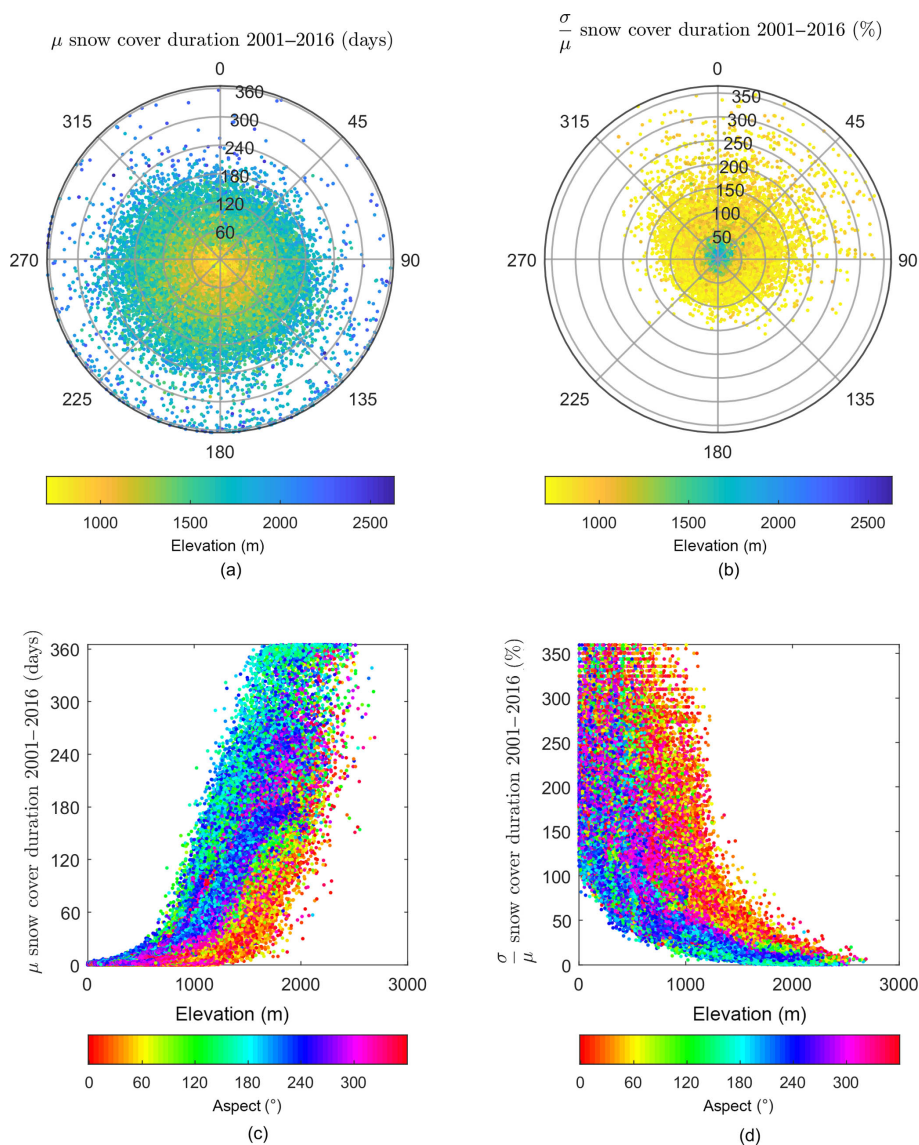 μ snow cover duration 2001–2016 (days)
0
45
90
135
180
225
270
315
360
300
240
180
120
60
1000 1500 2000 2500
Elevation (m)
(a)
σ/μ snow cover duration 2001–2016 (%)
0
45
90
135
180
225
270
315
350
300
250
200
150
100
50
1000 1500 2000 2500
Elevation (m)
(b)
μ snow cover duration 2001–2016 (days)
360
300
240
180
120
60
0
0 1000 2000 3000
Elevation (m)
0 60 120 180 240 300
Aspect (°)
(c)
σ/μ snow cover duration 2001–2016 (%)
350
300
250
200
150
100
50
0
0 1000 2000 3000
Elevation (m)
0 60 120 180 240 300
Aspect (°)
(d)